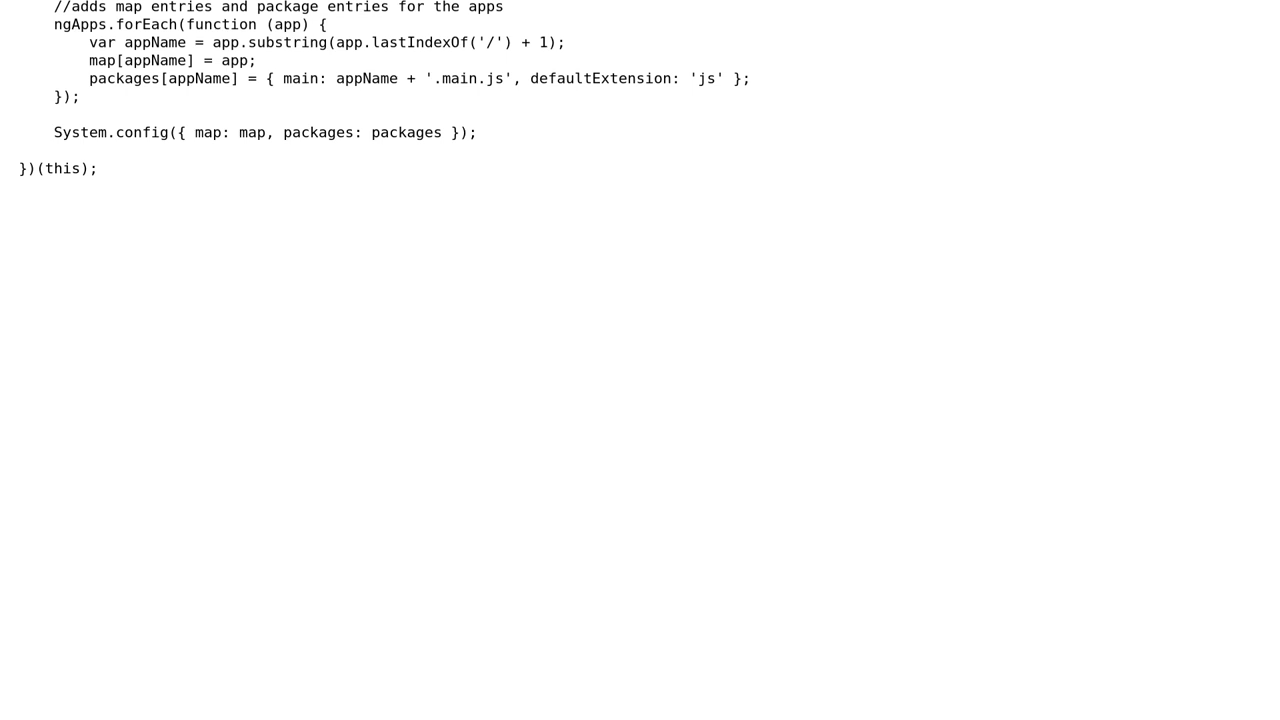 //adds map entries and package entries for the apps
    ngApps.forEach(function (app) {
        var appName = app.substring(app.lastIndexOf('/') + 1);
        map[appName] = app;
        packages[appName] = { main: appName + '.main.js', defaultExtension: 'js' };
    });

    System.config({ map: map, packages: packages });

})(this);